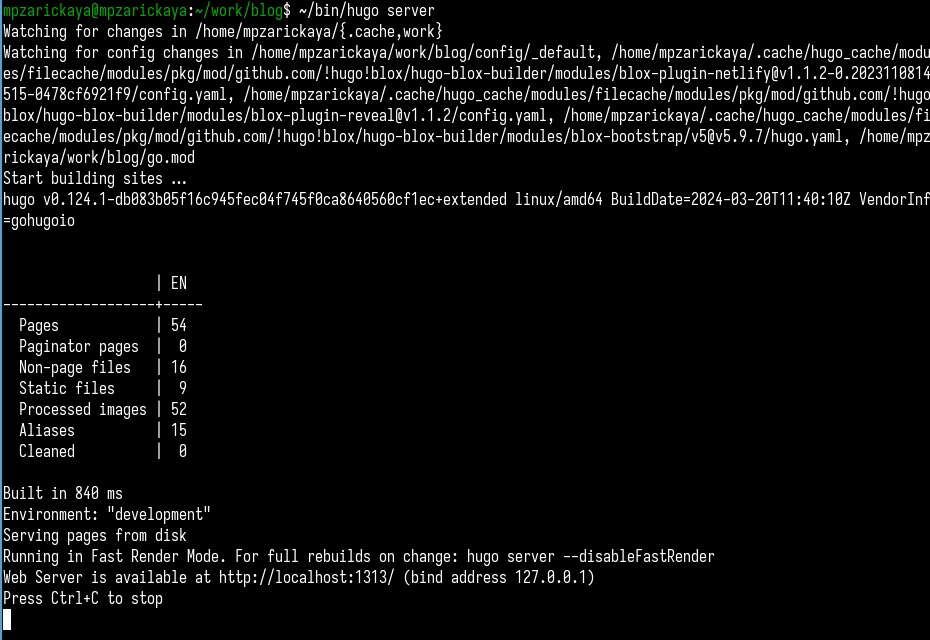 mpzarickaya@mpzarickaya:~/work/blog$ ~/bin/hugo server
Watching for changes in /home/mpzarickaya/{.cache,work}
Watching for config changes in /home/mpzarickaya/work/blog/config/_default, /home/mpzarickaya/.cache/hugo_cache/modu
es/filecache/modules/pkg/mod/github.com/!hugo!blox/hugo-blox-builder/modules/blox-plugin-netlify@v1.1.2-0.2023110814
515-0478cf6921f9/config.yaml, /home/mpzarickaya/.cache/hugo_cache/modules/filecache/modules/pkg/mod/github.com/!hugo
blox/hugo-blox-builder/modules/blox-plugin-reveal@v1.1.2/config.yaml, /home/mpzarickaya/.cache/hugo_cache/modules/fi
ecache/modules/pkg/mod/github.com/!hugo!blox/hugo-blox-builder/modules/blox-bootstrap/v5@v5.9.7/hugo.yaml, /home/mpz
rickaya/work/blog/go.mod
Start building sites …
hugo v0.124.1-db083b05f16c945fec04f745f0ca8640560cf1ec+extended linux/amd64 BuildDate=2024-03-20T11:40:10Z VendorInf
=gohugoio
                   | EN
-------------------+-----
  Pages            | 54
  Paginator pages  |  0
  Non-page files   | 16
  Static files     |  9
  Processed images | 52
  Aliases          | 15
  Cleaned          |  0
Built in 840 ms
Environment: "development"
Serving pages from disk
Running in Fast Render Mode. For full rebuilds on change: hugo server --disableFastRender
Web Server is available at http://localhost:1313/ (bind address 127.0.0.1)
Press Ctrl+C to stop